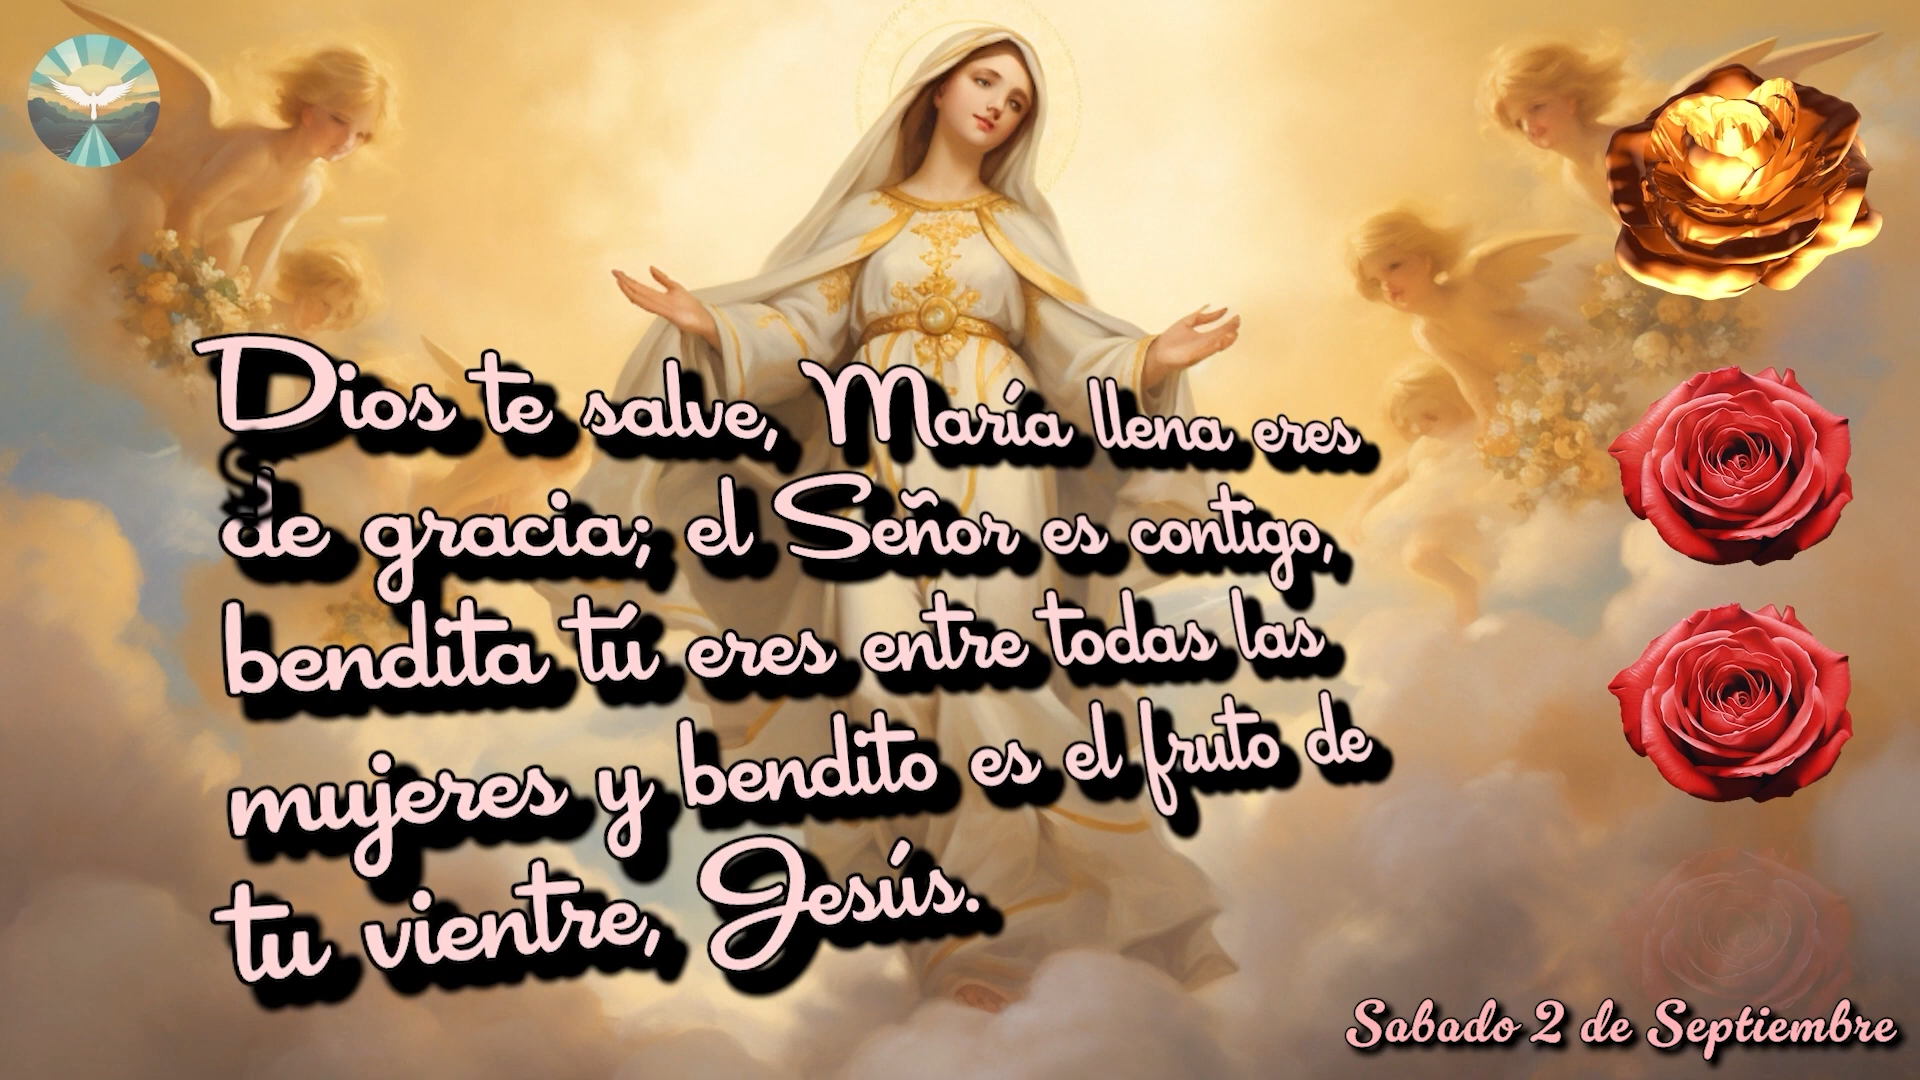 Dios te salve, María llena eres
de gracia; el Señor es contigo,
bendita tú eres entre todas las
mujeres y bendito es el fruto de
tu vientre, Jesús.
Sabado 2 de Septiembre